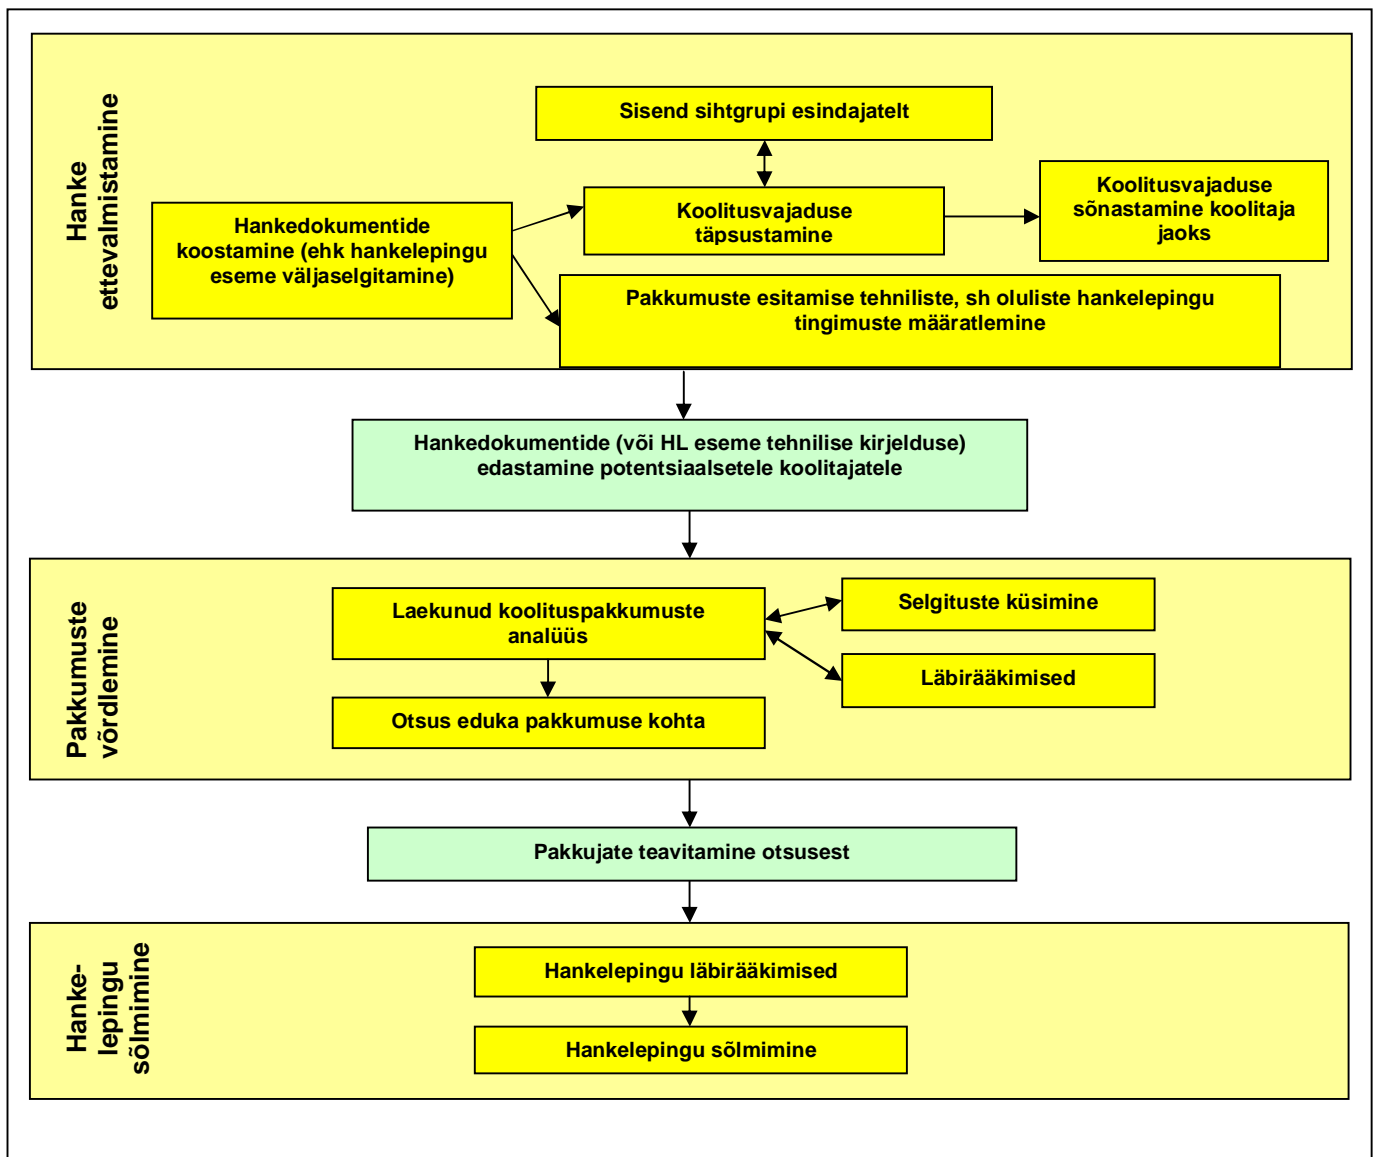 Hanke
ettevalmistamine
Sisend sihtgrupi esindajatelt
Hankedokumentide
koostamine (ehk hankelepingu
eseme väljaselgitamine)
Koolitusvajaduse
täpsustamine
Koolitusvajaduse
sõnastamine koolitaja
jaoks
Pakkumuste esitamise tehniliste, sh oluliste hankelepingu
tingimuste määratlemine
Hankedokumentide (või HL eseme tehnilise kirjelduse)
edastamine potentsiaalsetele koolitajatele
Pakkumuste
võrdlemine
Laekunud koolituspakkumuste
analüüs
Selgituste küsimine
Läbirääkimised
Otsus eduka pakkumuse kohta
Pakkujate teavitamine otsusest
Hanke-
lepingu
sõlmimine
Hankelepingu läbirääkimised
Hankelepingu sõlmimine